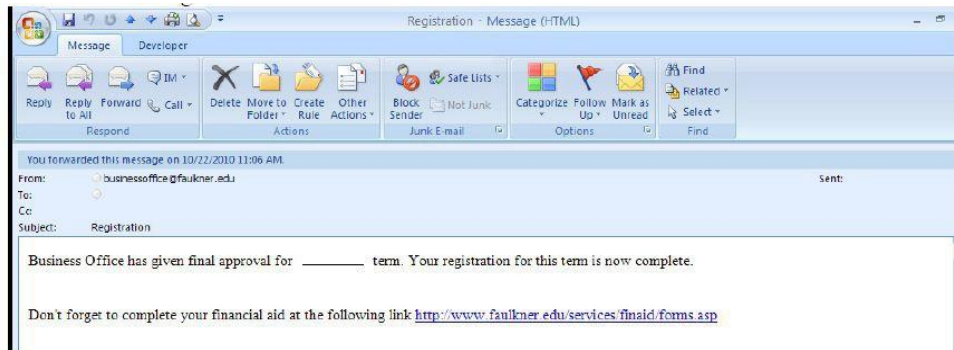 Registration - Message (HTML)
Message Developer
Reply Reply to All Forward IM Call
Respond
Delete Move to Folder Create Rule Other Actions
Actions
Block Sender Safe Lists Not Junk
Junk E-mail
Categorize Follow Up Mark as Unread
Options
Find Related Select
Find
You forwarded this message on 10/22/2010 11:06 AM.
From: businessoffice@faulkner.edu Sent:
To:
Cc:
Subject: Registration
Business Office has given final approval for ________ term. Your registration for this term is now complete.
Don't forget to complete your financial aid at the following link http://www.faulkner.edu/services/finaid/forms.asp